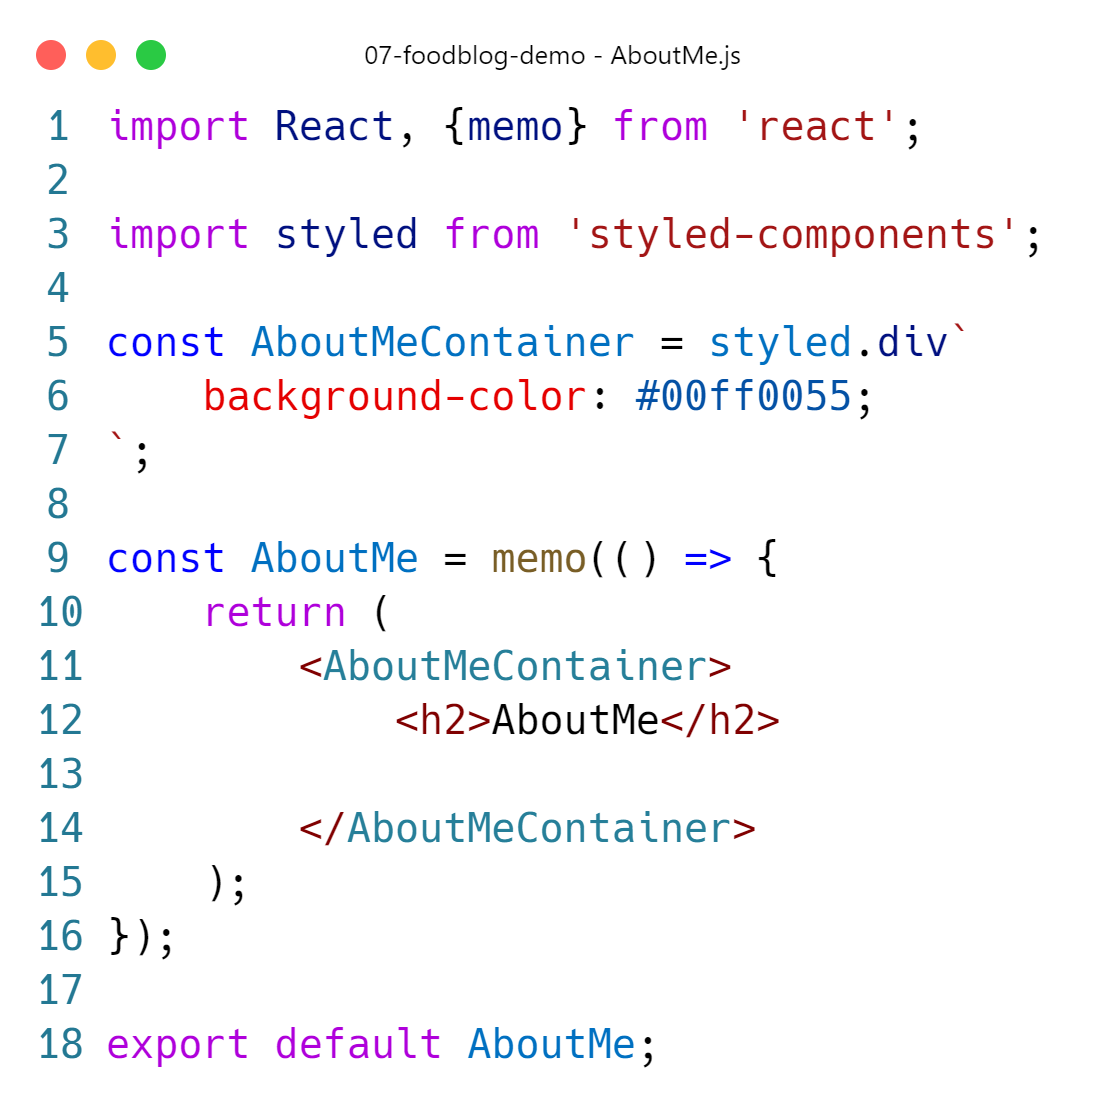 07-foodblog-demo - AboutMe.js
1 import React, {memo} from 'react';
2
3 import styled from 'styled-components';
4
5 const AboutMeContainer = styled.div`
6     background-color: #00ff0055;
7 `;
8
9 const AboutMe = memo(() => {
10     return (
11         <AboutMeContainer>
12             <h2>AboutMe</h2>
13
14         </AboutMeContainer>
15     );
16 });
17
18 export default AboutMe;